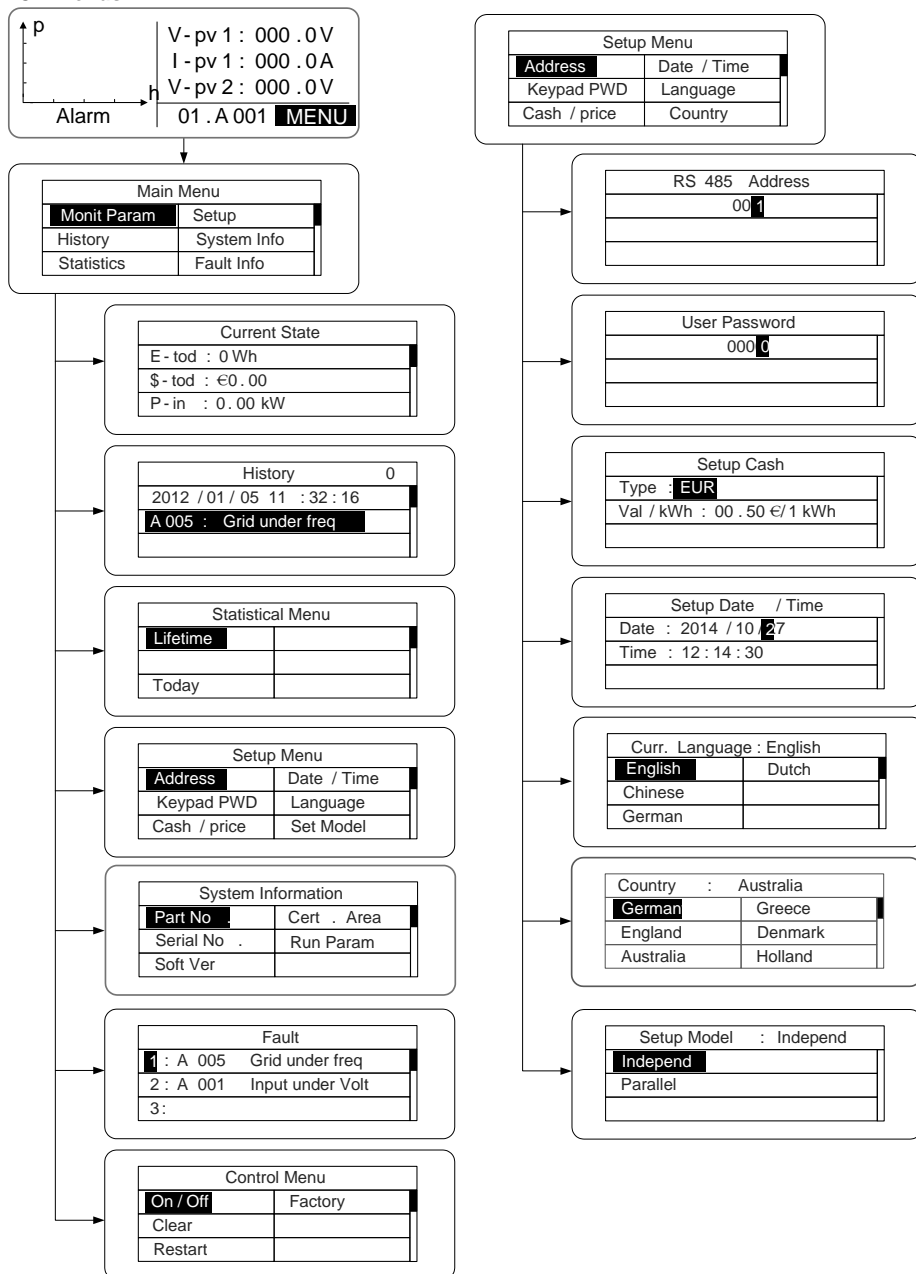 p
V-pv 1 : 000 .0V
I-pv 1 : 000 .0A
V-pv 2 : 000 .0V
h
Alarm
01 . A 001 MENU
Main Menu
Monit Param Setup
History System Info
Statistics Fault Info
Current State
E-tod : 0 Wh
$-tod : €0.00
P-in : 0.00 kW
History 0
2012 /01 / 05 11 :32:16
A 005 : Grid under freq
Statistical Menu
Lifetime
Today
Setup Menu
Address Date / Time
Keypad PWD Language
Cash / price Set Model
System Information
Part No . Cert . Area
Serial No . Run Param
Soft Ver
Fault
1 : A 005 Grid under freq
2 : A 001 Input under Volt
3 :
Control Menu
On / Off Factory
Clear
Restart
Setup Menu
Address Date / Time
Keypad PWD Language
Cash / price Country
RS 485 Address
001
User Password
0000
Setup Cash
Type : EUR
Val / kWh : 00 . 50 €/ 1 kWh
Setup Date / Time
Date : 2014 / 10 / 27
Time : 12 : 14 : 30
Curr. Language : English
English Dutch
Chinese
German
Country : Australia
German Greece
England Denmark
Australia Holland
Setup Model : Independ
Independ
Parallel